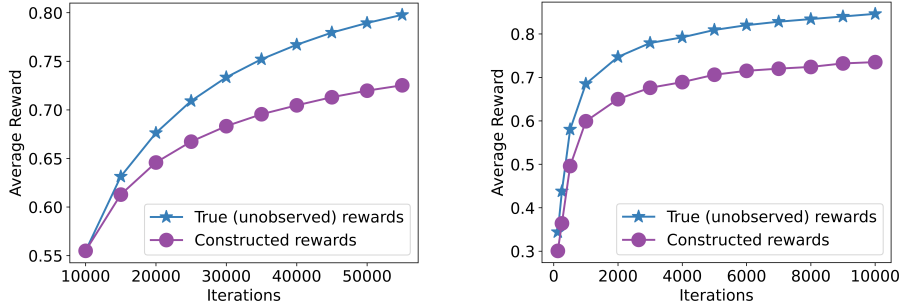 0.80
0.75
0.70
0.65
0.60
0.55
Average Reward
True (unobserved) rewards
Constructed rewards
10000 20000 30000 40000 50000
Iterations
0.8
0.7
0.6
0.5
0.4
0.3
Average Reward
True (unobserved) rewards
Constructed rewards
0 2000 4000 6000 8000 10000
Iterations